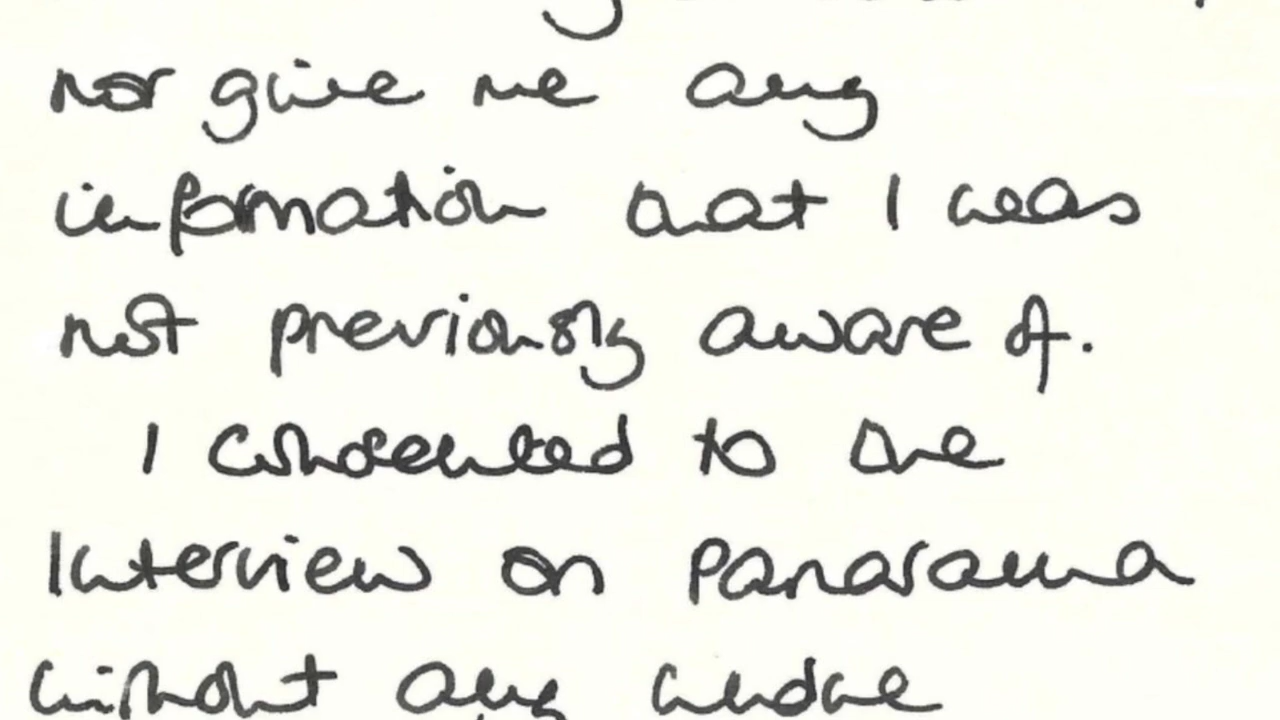 nor give me any
information that I was
not previously aware of.
I consented to the
Interview on Panarama
without any undue